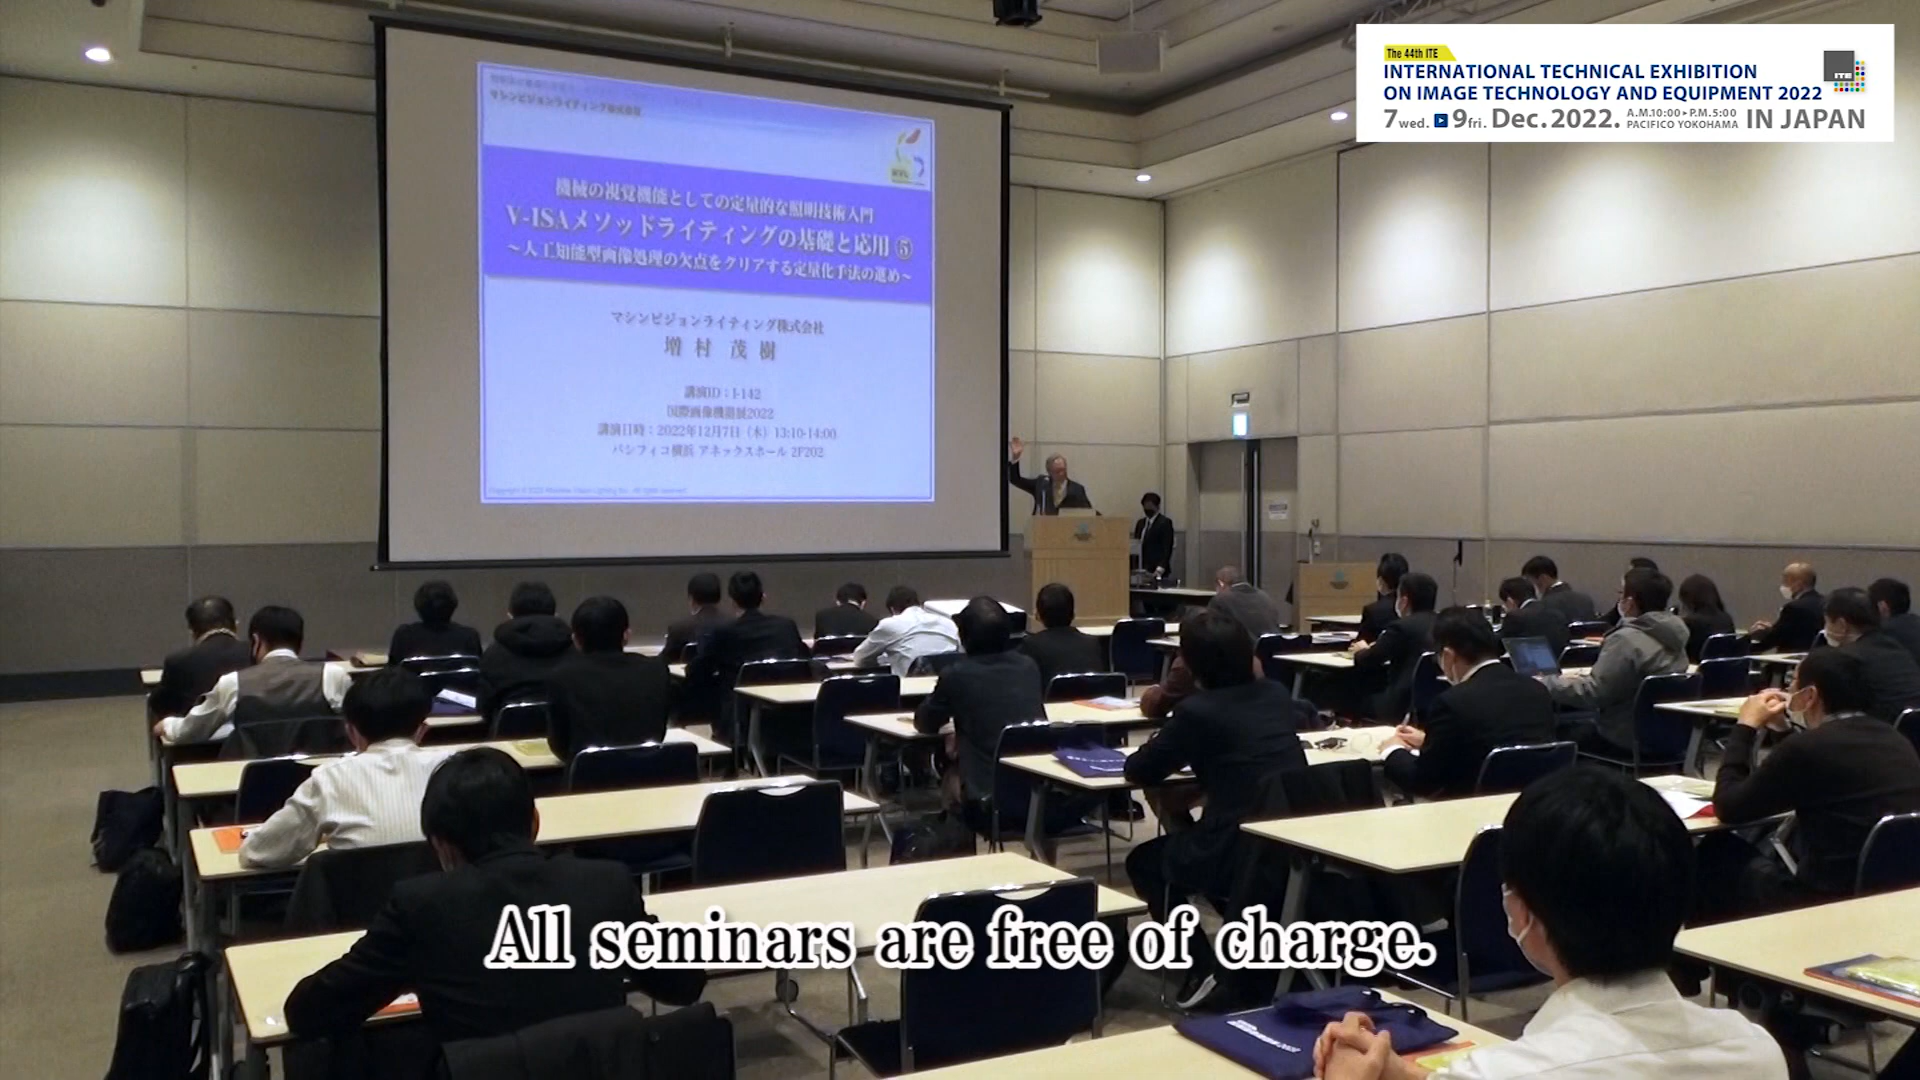 The 44th ITE
INTERNATIONAL TECHNICAL EXHIBITION
ON IMAGE TECHNOLOGY AND EQUIPMENT 2022
7wed. 9fri. Dec.2022. A.M.10:00 P.M.5:00 PACIFICO YOKOHAMA IN JAPAN
ITE
マシンビジョンライティング株式会社
機械の視覚機能としての定量的な照明技術入門
V-ISAメソッドライティングの基礎と応用 ⑤
～人工知能型画像処理の欠点をクリアする定量化手法の進め～
マシンビジョンライティング株式会社
増村 茂樹
講演ID：I-142
国際画像機器展2022
講演日時：2022年12月7日（水）13:10-14:00
パシフィコ横浜 アネックスホール 2F202
All seminars are free of charge.